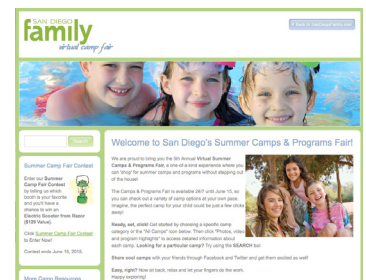 SAN DIEGO
family
virtual camp fair
Back to sandiegofamily.com
Search
Summer Camp Fair Contest
Enter our Summer
Camp Fair Contest
by telling us which
booth is your favorite
and you'll have a
chance to win an
Electric Scooter from Razor
($139 Value).
Click Summer Camp Fair Contest
to Enter Now!
Contest ends June 15, 2015.
More Camp Resources
Welcome to San Diego's Summer Camps & Programs Fair!
We are proud to bring you the 5th Annual Virtual Summer
Camps & Programs Fair, a one-of-a-kind experience where you
can 'shop' for summer camps and programs without stepping out
of the house!
The Camps & Programs Fair is available 24/7 until June 15, so
you can check out a variety of camp options at your own pace.
Imagine, the perfect camp for your child could be just a few clicks
away!
Ready, set, click! Get started by choosing a specific camp
category or the "All Camps" icon below. Then click "Photos, video
and program highlights" to access detailed information about
each camp. Looking for a particular camp? Try using the SEARCH bar.
Share cool camps with your friends through Facebook and Twitter and get them excited as well!
Easy, right? Now sit back, relax and let your fingers do the work.
Happy exploring!